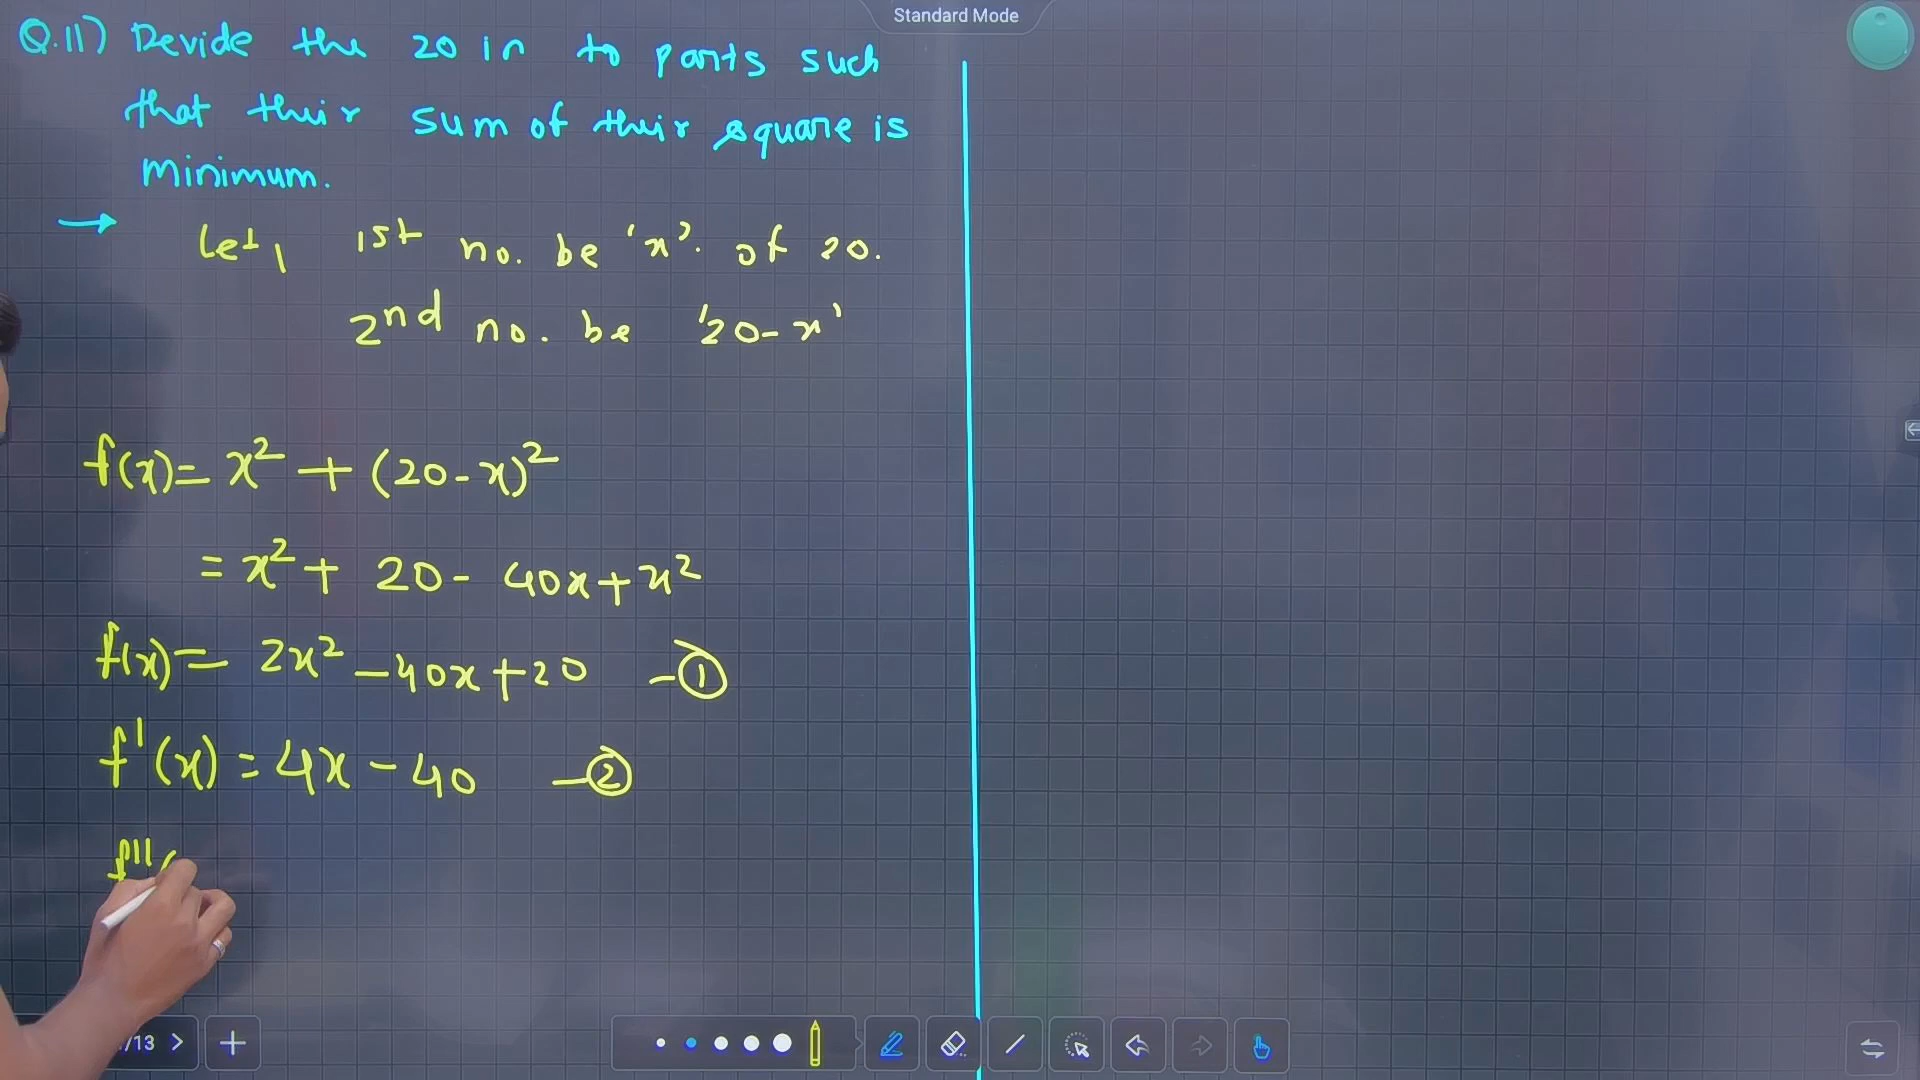 Standard Mode
Q.11) Devide the 20 in to parts such
that their sum of their square is
minimum.
→ Let, 1st no. be 'x'. of 20.
2nd no. be '20-x'
f(x)= x² + (20-x)²
= x² + 20 - 40x + x²
f(x)= 2x² - 40x + 20 -①
f'(x) = 4x - 40 -②
f''(
/13